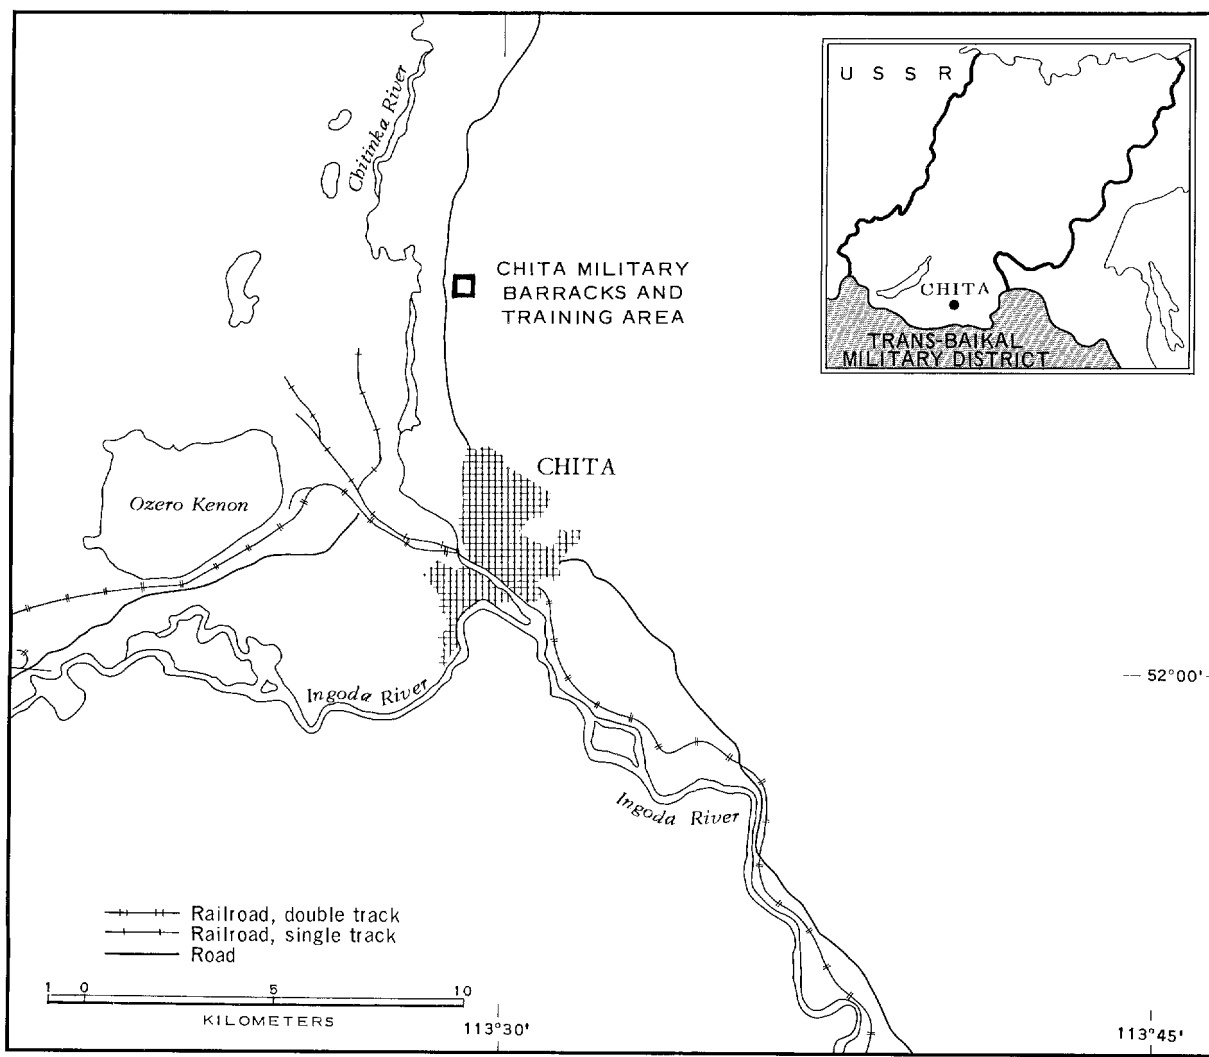 Chitinka River
U S S R
CHITA MILITARY
BARRACKS AND
TRAINING AREA
CHITA
TRANS-BAIKAL
MILITARY DISTRICT
CHITA
Ozero Kenon
Ingoda River
52°00'
Ingoda River
Railroad, double track
Railroad, single track
Road
1 0 5 10
KILOMETERS
113°30'
113°45'